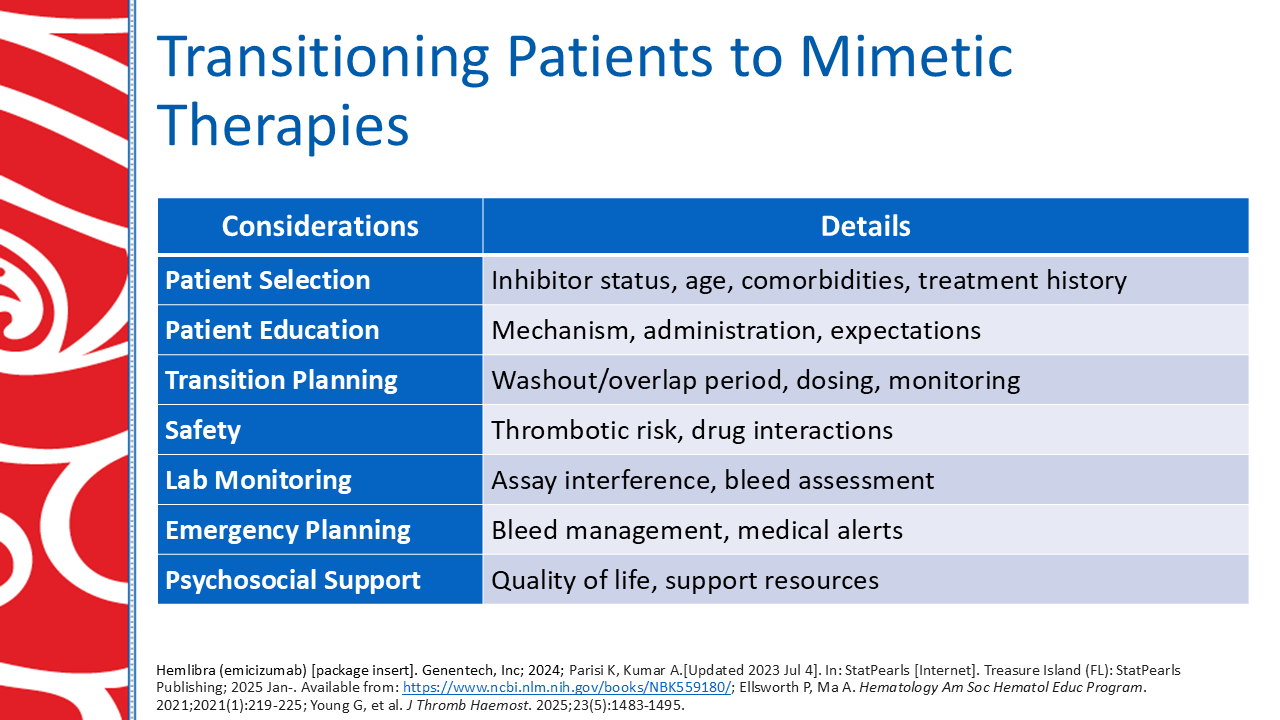 Transitioning Patients to Mimetic
Therapies
Considerations Details
Patient Selection Inhibitor status, age, comorbidities, treatment history
Patient Education Mechanism, administration, expectations
Transition Planning Washout/overlap period, dosing, monitoring
Safety Thrombotic risk, drug interactions
Lab Monitoring Assay interference, bleed assessment
Emergency Planning Bleed management, medical alerts
Psychosocial Support Quality of life, support resources
Hemlibra (emicizumab) [package insert]. Genentech, Inc; 2024; Parisi K, Kumar A.[Updated 2023 Jul 4]. In: StatPearls [Internet]. Treasure Island (FL): StatPearls
Publishing; 2025 Jan-. Available from: https://www.ncbi.nlm.nih.gov/books/NBK559180/; Ellsworth P, Ma A. Hematology Am Soc Hematol Educ Program.
2021;2021(1):219-225; Young G, et al. J Thromb Haemost. 2025;23(5):1483-1495.